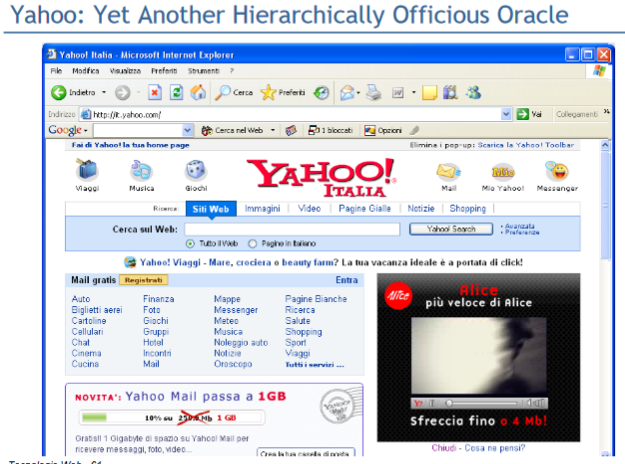 Yahoo: Yet Another Hierarchically Officious Oracle
Yahoo! Italia - Microsoft Internet Explorer
File Modifica Visualizza Preferiti Strumenti ?
Indietro Cerca Preferiti
Indirizzo http://it.yahoo.com/ Vai Collegamenti »
Google Cerca nel Web 1 bloccati Opzioni
Fai di Yahoo! la tua home page Elimina i pop-up: Scarica la Yahoo! Toolbar
YAHOO!
ITALIA
Viaggi Musica Giochi Mail Mio Yahoo! Messenger
Ricerca: Siti Web Immagini Video Pagine Gialle Notizie Shopping
Cerca sul Web: Yahoo! Search Avanzata
Preferenze
Tutto il Web Pagine in Italiano
Yahoo! Viaggi - Mare, crociera o beauty farm? La tua vacanza ideale è a portata di click!
Mail gratis Registrati Entra
Auto Finanza Mappe Pagine Bianche
Biglietti aerei Foto Messenger Ricerca
Cartoline Giochi Meteo Salute
Cellulari Gruppi Musica Shopping
Chat Hotel Noleggio auto Sport
Cinema Incontri Notizie Viaggi
Cucina Mail Oroscopo Tutti i servizi ...
Alice Alice
più veloce di Alice
Sfreccia fino a 4 Mb!
Chiudi - Cosa ne pensi?
NOVITA': Yahoo Mail passa a 1GB
10% su 250.0 Mb 1 GB
Gratis!! 1 Gigabyte di spazio su Yahoo! Mail per
ricevere messaggi, foto, video...
Crea la tua casella di posta
Tecnologie Web - 61